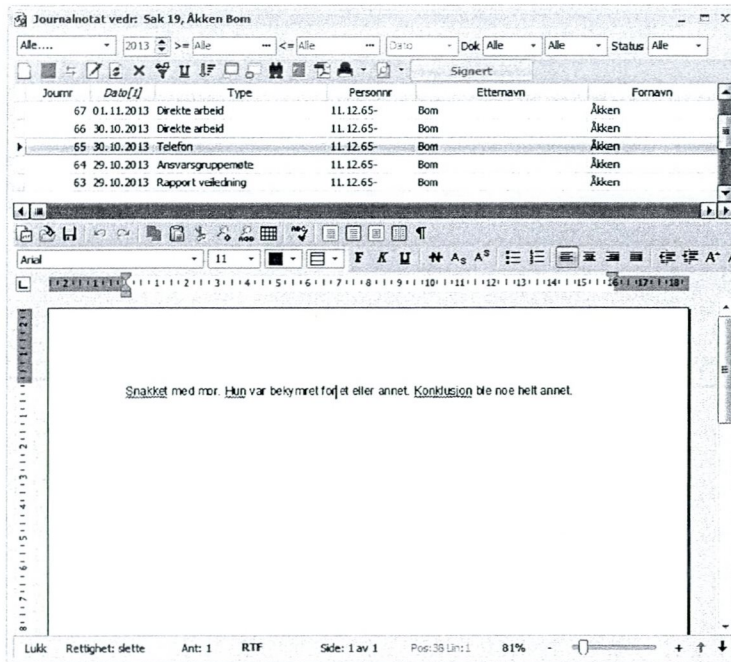 Journalnotat vedr: Sak 19, Åkken Bom
Alle.... 2013 >= Alle ... <= Alle ... Dato Dok Alle Alle Status Alle
Signert
Journr Dato[1] Type Personnr Etternavn Fornavn
67 01.11.2013 Direkte arbeid 11.12.65- Bom Åkken
66 30.10.2013 Direkte arbeid 11.12.65- Bom Åkken
65 30.10.2013 Telefon 11.12.65- Bom Åkken
64 29.10.2013 Ansvarsgruppemøte 11.12.65- Bom Åkken
63 29.10.2013 Rapport veiledning 11.12.65- Bom Åkken
Arial 11 F K U
Snakket med mor. Hun var bekymret for et eller annet. Konklusjon ble noe helt annet.
Lukk Rettighet: slette Ant: 1 RTF Side: 1 av 1 Pos:38 Lin:1 81% - +